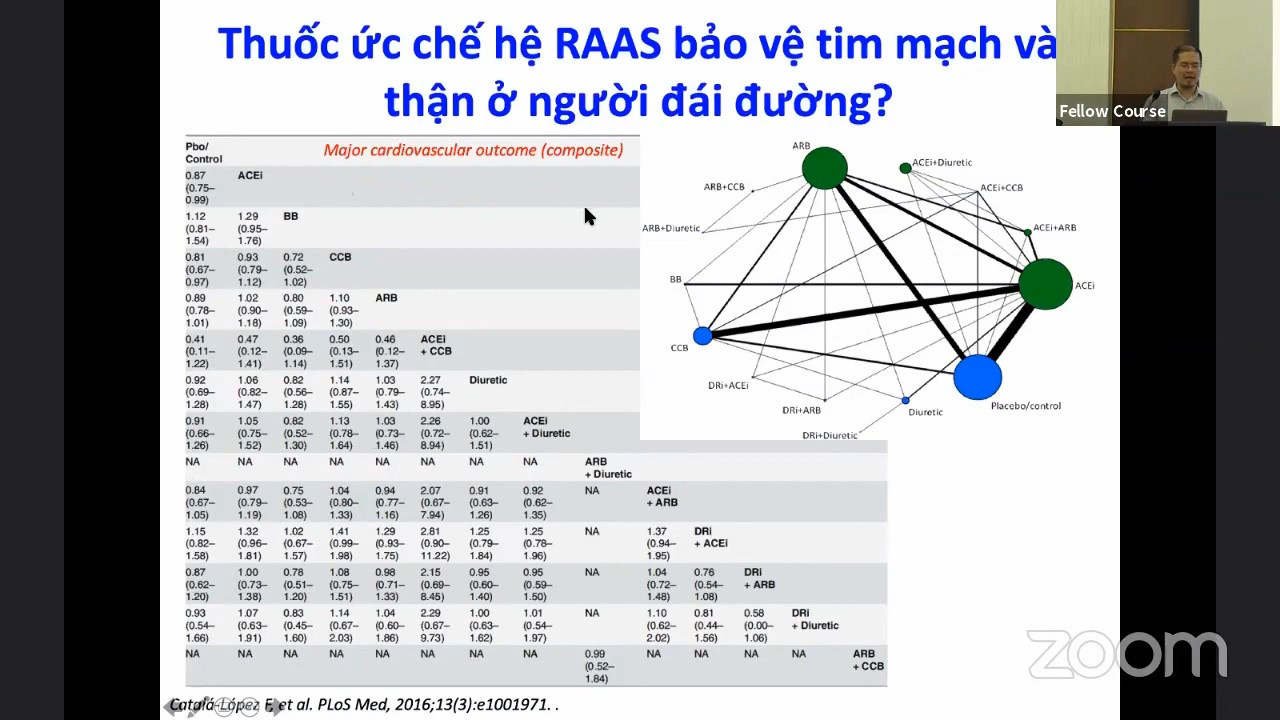 Thuốc ức chế hệ RAAS bảo vệ tim mạch và
thận ở người đái đường?
Fellow Course
Major cardiovascular outcome (composite)
Pbo/
Control
0.87 ACEi
(0.75–
0.99)
1.12 1.29 BB
(0.81– (0.95–
1.54) 1.76)
0.81 0.93 0.72 CCB
(0.67– (0.79– (0.52–
0.97) 1.12) 1.02)
0.89 1.02 0.80 1.10 ARB
(0.78– (0.90– (0.59– (0.93–
1.01) 1.18) 1.09) 1.30)
0.41 0.47 0.36 0.50 0.46 ACEi
(0.11– (0.12– (0.09– (0.13– (0.12– + CCB
1.22) 1.41) 1.14) 1.51) 1.37)
0.92 1.06 0.82 1.14 1.03 2.27 Diuretic
(0.69– (0.82– (0.56– (0.87– (0.79– (0.74–
1.28) 1.47) 1.28) 1.55) 1.43) 8.95)
0.91 1.05 0.82 1.13 1.03 2.26 1.00 ACEi
(0.66– (0.75– (0.52– (0.78– (0.73– (0.72– (0.62– + Diuretic
1.26) 1.52) 1.30) 1.64) 1.46) 8.94) 1.51)
NA NA NA NA NA NA NA NA ARB
+ Diuretic
0.84 0.97 0.75 1.04 0.94 2.07 0.91 0.92 NA ACEi
(0.67– (0.79– (0.53– (0.80– (0.77– (0.67– (0.63– (0.62– + ARB
1.05) 1.19) 1.08) 1.33) 1.16) 7.94) 1.26) 1.35)
1.15 1.32 1.02 1.41 1.29 2.81 1.25 1.25 NA 1.37 DRi
(0.82– (0.96– (0.67– (0.99– (0.93– (0.90– (0.79– (0.78– (0.94– + ACEi
1.58) 1.81) 1.57) 1.98) 1.75) 11.22) 1.84) 1.96) 1.95)
0.87 1.00 0.78 1.08 0.98 2.15 0.95 0.95 NA 1.04 0.76 DRi
(0.62– (0.73– (0.51– (0.75– (0.71– (0.69– (0.60– (0.59– (0.72– (0.54– + ARB
1.20) 1.38) 1.20) 1.51) 1.33) 8.45) 1.40) 1.50) 1.48) 1.08)
0.93 1.07 0.83 1.14 1.04 2.29 1.00 1.01 NA 1.10 0.81 0.58 DRi
(0.54– (0.63– (0.45– (0.67– (0.60– (0.67– (0.63– (0.54– (0.62– (0.44– (0.00– + Diuretic
1.66) 1.91) 1.60) 2.03) 1.86) 9.73) 1.62) 1.97) 2.02) 1.56) 1.06)
NA NA NA NA NA NA NA NA 0.99 NA NA NA NA ARB
(0.52– + CCB
1.84)
ARB
ACEi+Diuretic
ARB+CCB
ACEi+CCB
ARB+Diuretic
ACEi+ARB
BB
ACEi
CCB
DRi+ACEi
DRi+ARB
Diuretic
Placebo/control
DRi+Diuretic
zoom
Catalá-López F, et al. PLoS Med, 2016;13(3):e1001971. .